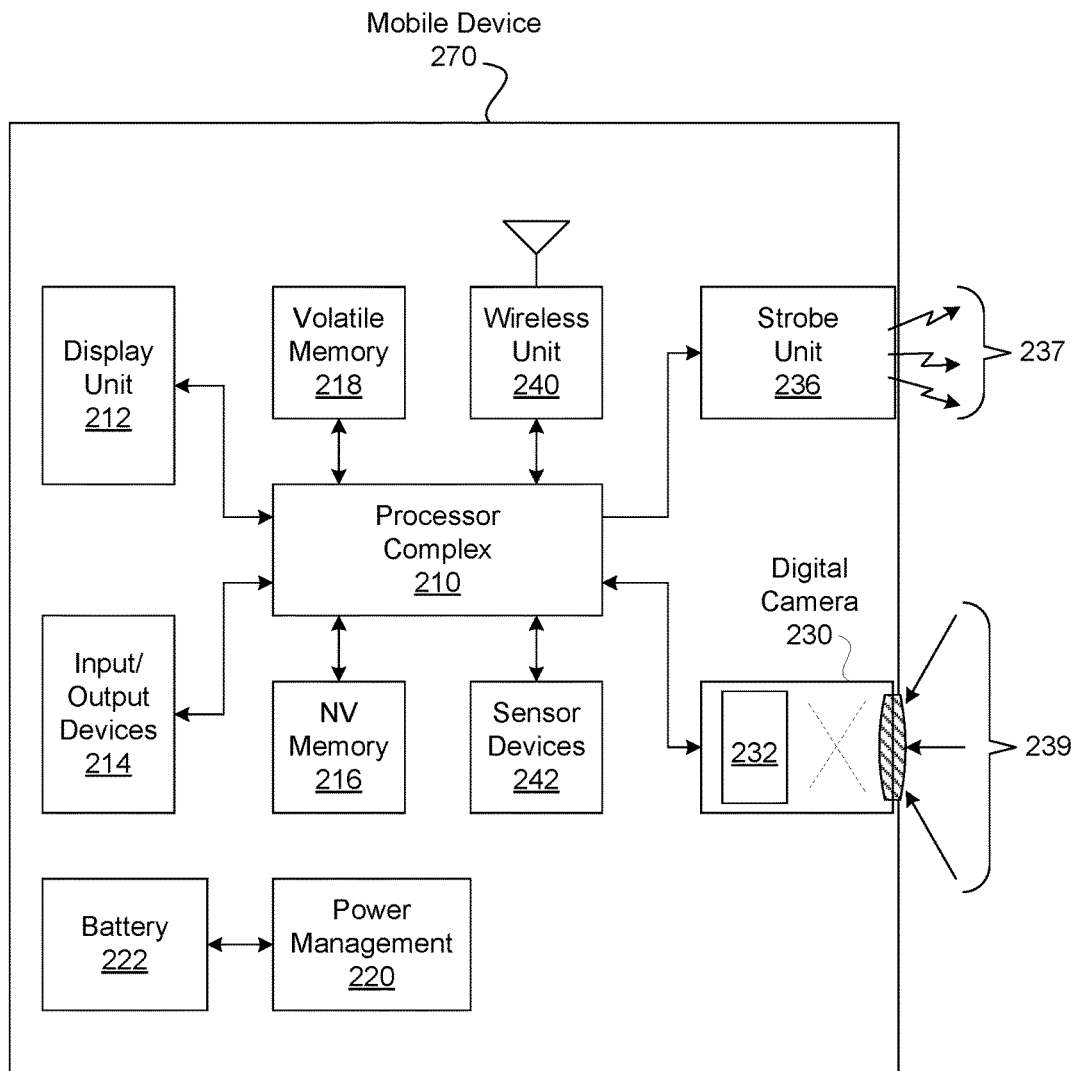 Mobile Device
270
Display
Unit
212
Volatile
Memory
218
Wireless
Unit
240
Strobe
Unit
236
237
Processor
Complex
210
Digital
Camera
230
Input/
Output
Devices
214
NV
Memory
216
Sensor
Devices
242
232
239
Battery
222
Power
Management
220